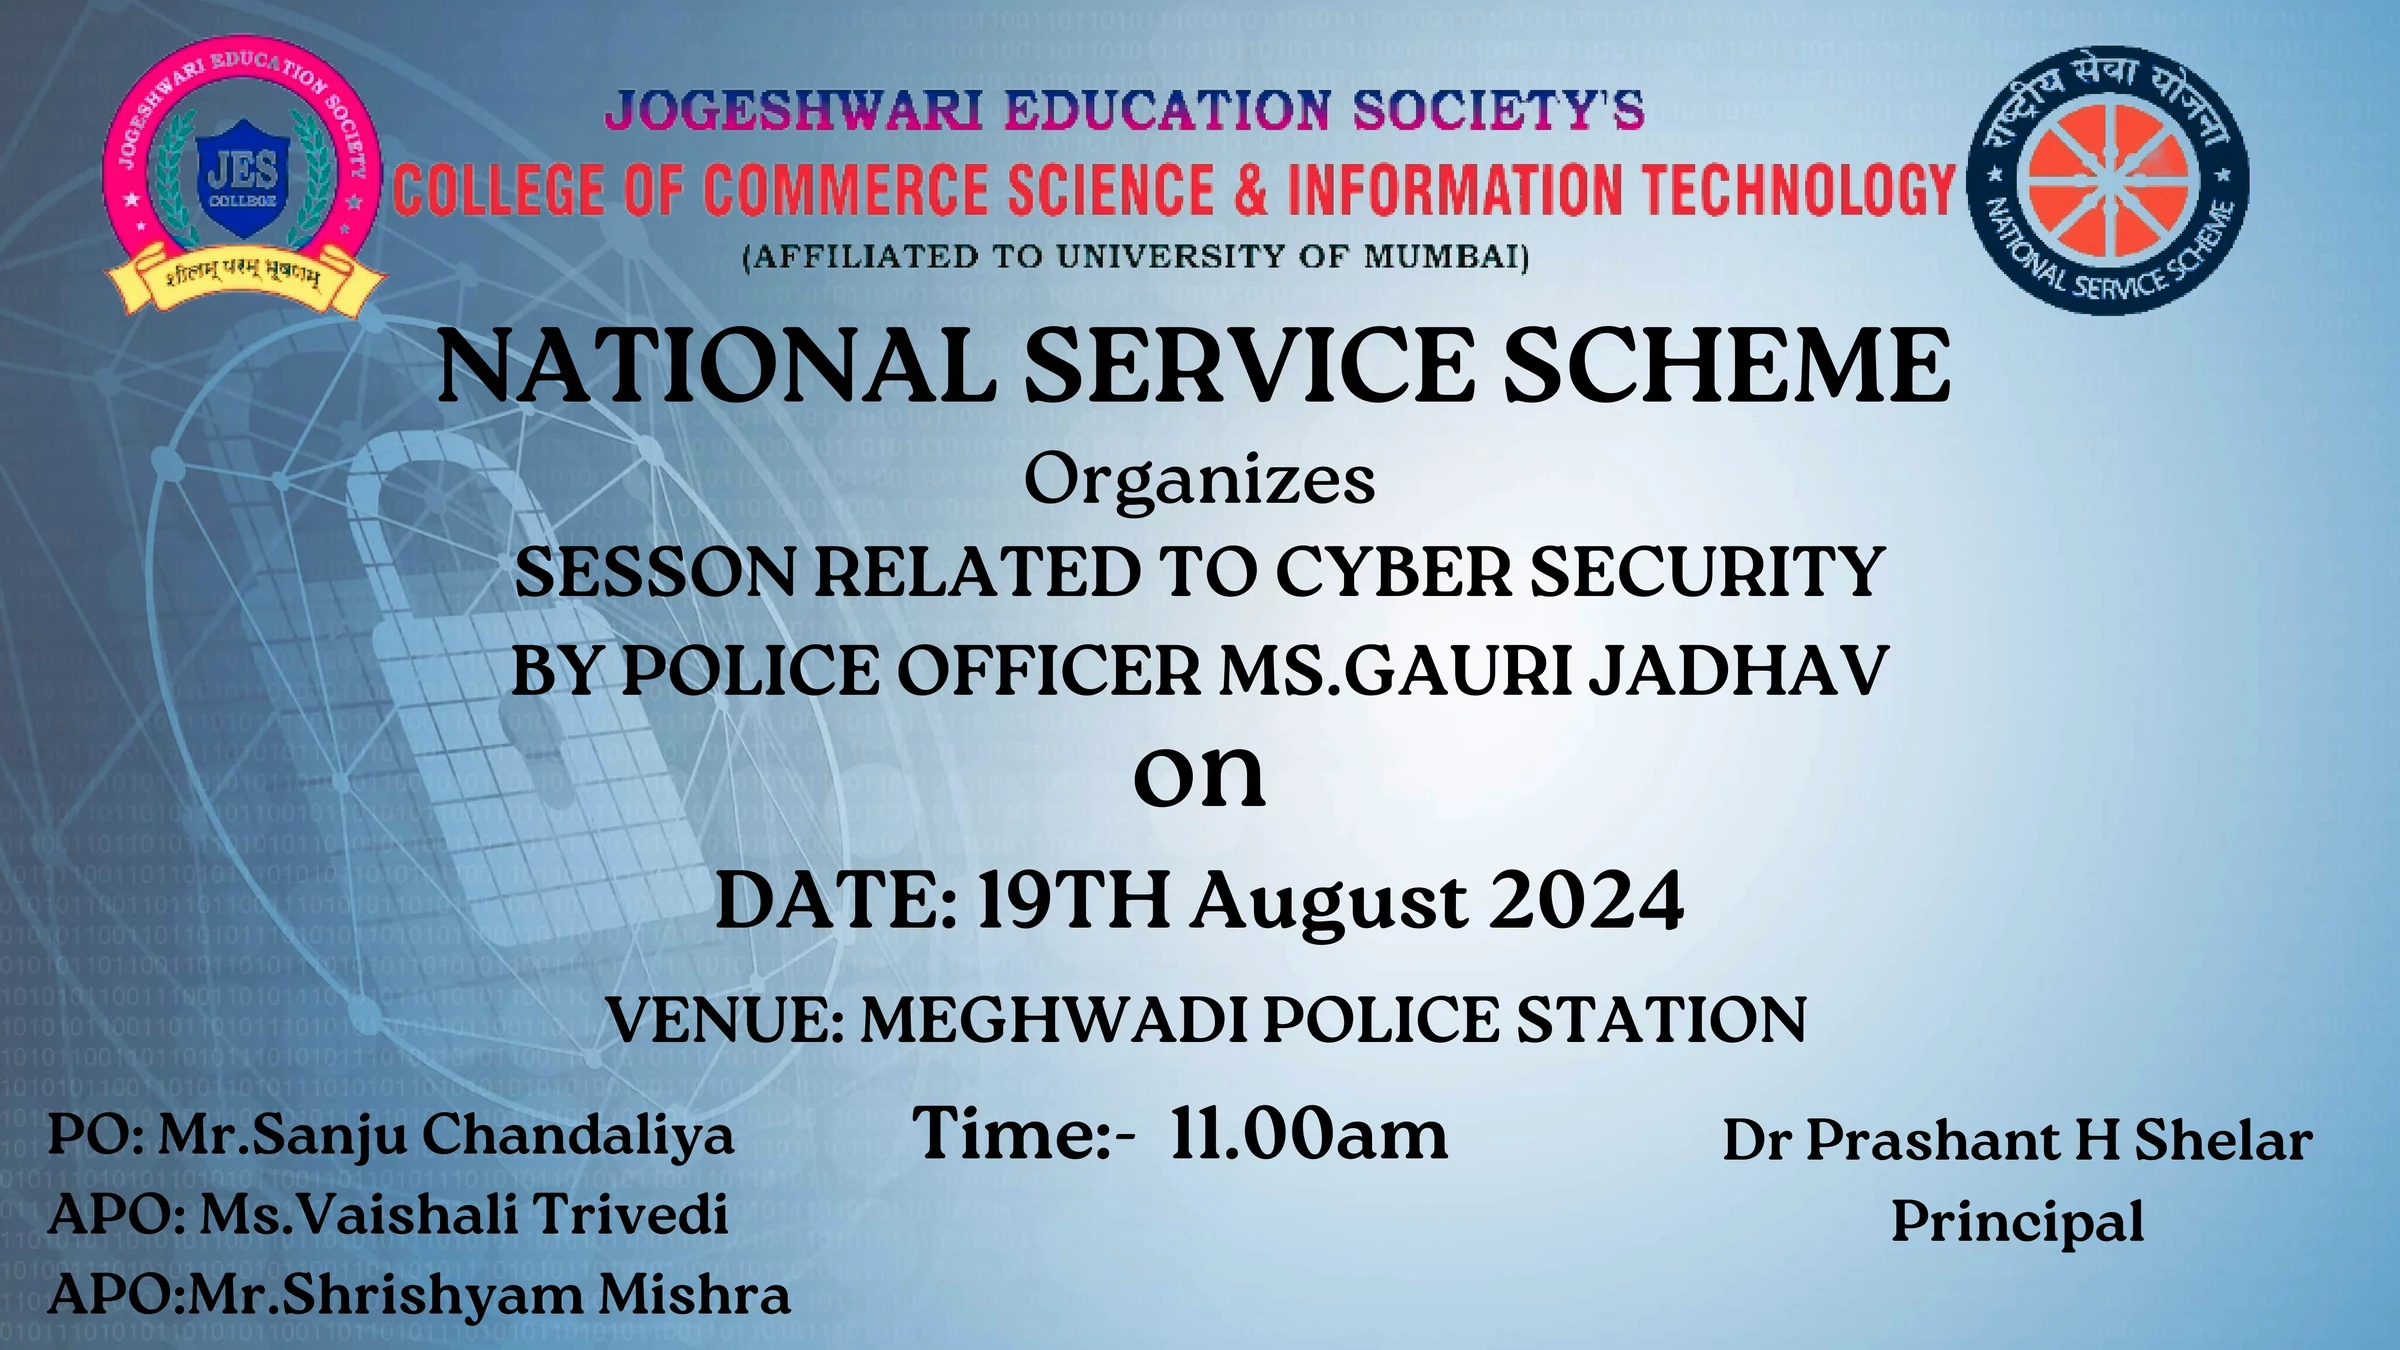 JOGESHWARI EDUCATION SOCIETY
JES
COLLEGE
शीलम् परम् भूषणम्
JOGESHWARI EDUCATION SOCIETY'S
COLLEGE OF COMMERCE SCIENCE & INFORMATION TECHNOLOGY
(AFFILIATED TO UNIVERSITY OF MUMBAI)
राष्ट्रीय सेवा योजना
NATIONAL SERVICE SCHEME
NATIONAL SERVICE SCHEME
Organizes
SESSON RELATED TO CYBER SECURITY
BY POLICE OFFICER MS.GAURI JADHAV
on
DATE: 19TH August 2024
VENUE: MEGHWADI POLICE STATION
Time:- 11.00am
PO: Mr.Sanju Chandaliya
APO: Ms.Vaishali Trivedi
APO:Mr.Shrishyam Mishra
Dr Prashant H Shelar
Principal